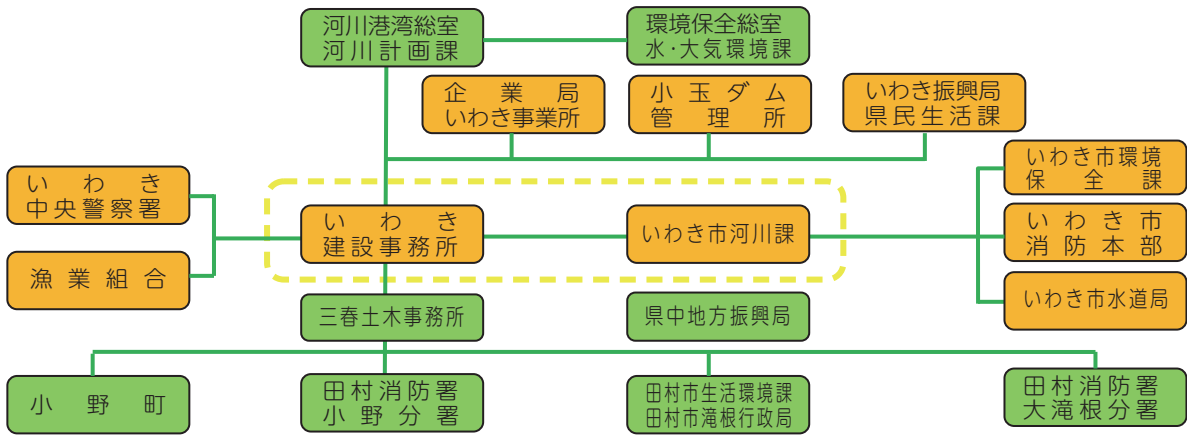 河川港湾総室
河川計画課
環境保全総室
水・大気環境課
企業局
いわき事業所
小玉ダム
管理所
いわき振興局
県民生活課
いわき市環境
保全課
いわき
中央警察署
いわき
建設事務所
いわき市河川課
いわき市
消防本部
漁業組合
いわき市水道局
三春土木事務所
県中地方振興局
小野町
田村消防署
小野分署
田村市生活環境課
田村市滝根行政局
田村消防署
大滝根分署